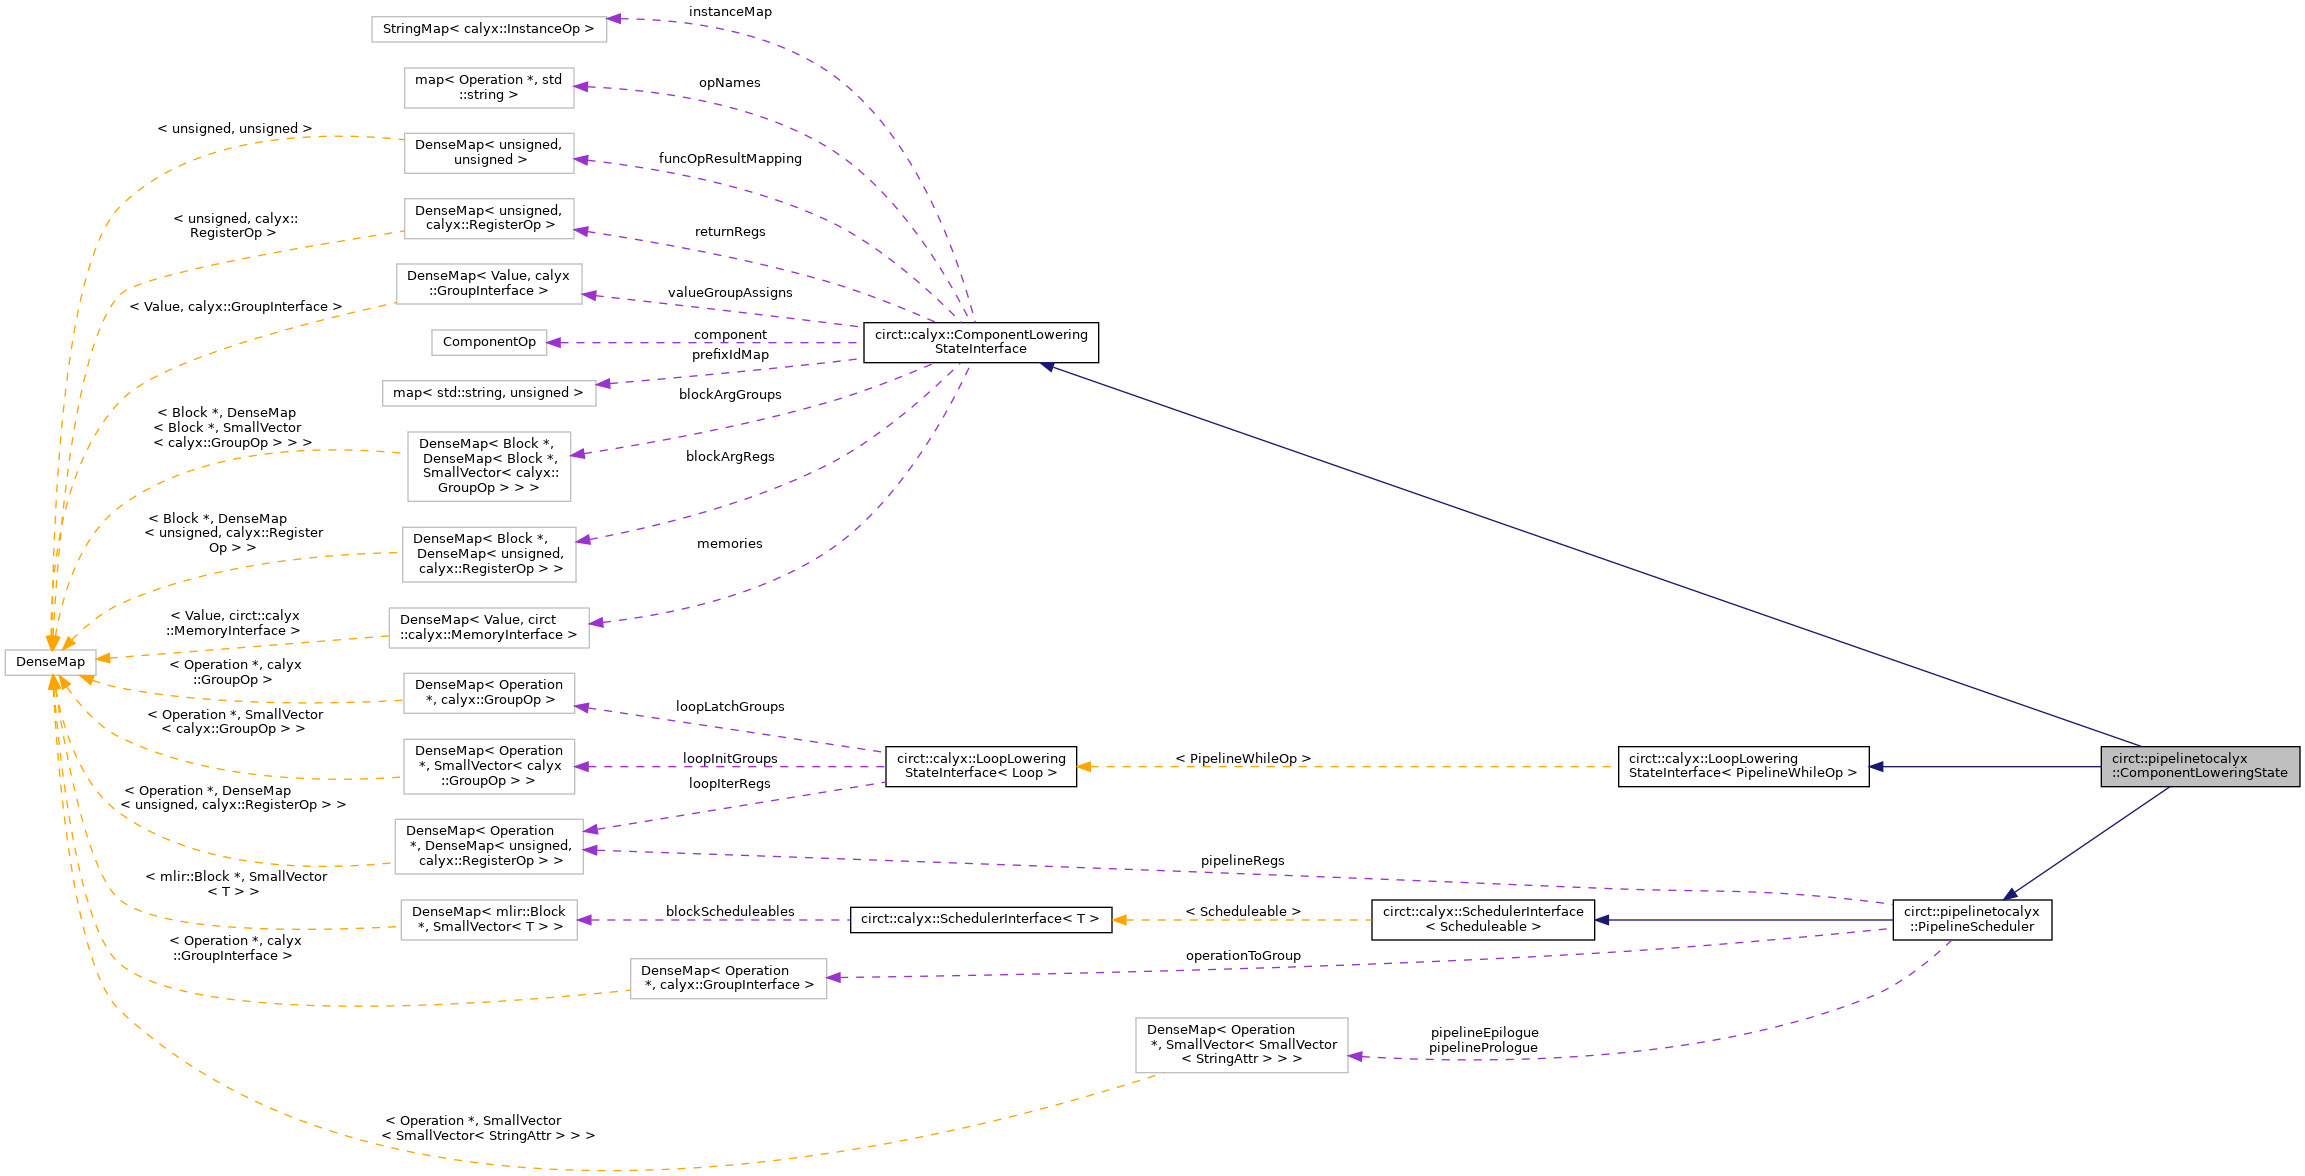 instanceMap
StringMap< calyx::InstanceOp >
map< Operation *, std
::string >
opNames
< unsigned, unsigned >
DenseMap< unsigned,
unsigned >
funcOpResultMapping
< unsigned, calyx::
RegisterOp >
DenseMap< unsigned,
calyx::RegisterOp >
returnRegs
< Value, calyx::GroupInterface >
DenseMap< Value, calyx
::GroupInterface >
valueGroupAssigns
ComponentOp
component
circt::calyx::ComponentLowering
StateInterface
prefixIdMap
map< std::string, unsigned >
blockArgGroups
< Block *, DenseMap
< Block *, SmallVector
< calyx::GroupOp > > >
DenseMap< Block *,
DenseMap< Block *,
SmallVector< calyx::
GroupOp > > >
blockArgRegs
< Block *, DenseMap
< unsigned, calyx::Register
Op > >
DenseMap< Block *,
DenseMap< unsigned,
calyx::RegisterOp > >
memories
< Value, circt::calyx
::MemoryInterface >
DenseMap< Value, circt
::calyx::MemoryInterface >
DenseMap
< Operation *, calyx
::GroupOp >
DenseMap< Operation
*, calyx::GroupOp >
loopLatchGroups
< Operation *, SmallVector
< calyx::GroupOp > >
DenseMap< Operation
*, SmallVector< calyx
::GroupOp > >
loopInitGroups
circt::calyx::LoopLowering
StateInterface< Loop >
< PipelineWhileOp >
circt::calyx::LoopLowering
StateInterface< PipelineWhileOp >
circt::pipelinetocalyx
::ComponentLoweringState
loopIterRegs
< Operation *, DenseMap
< unsigned, calyx::RegisterOp > >
DenseMap< Operation
*, DenseMap< unsigned,
calyx::RegisterOp > >
pipelineRegs
< mlir::Block *, SmallVector
< T > >
DenseMap< mlir::Block
*, SmallVector< T > >
blockScheduleables
circt::calyx::SchedulerInterface< T >
< Scheduleable >
circt::calyx::SchedulerInterface
< Scheduleable >
circt::pipelinetocalyx
::PipelineScheduler
< Operation *, calyx
::GroupInterface >
DenseMap< Operation
*, calyx::GroupInterface >
operationToGroup
DenseMap< Operation
*, SmallVector< SmallVector
< StringAttr > > >
pipelineEpilogue
pipelinePrologue
< Operation *, SmallVector
< SmallVector< StringAttr > > >